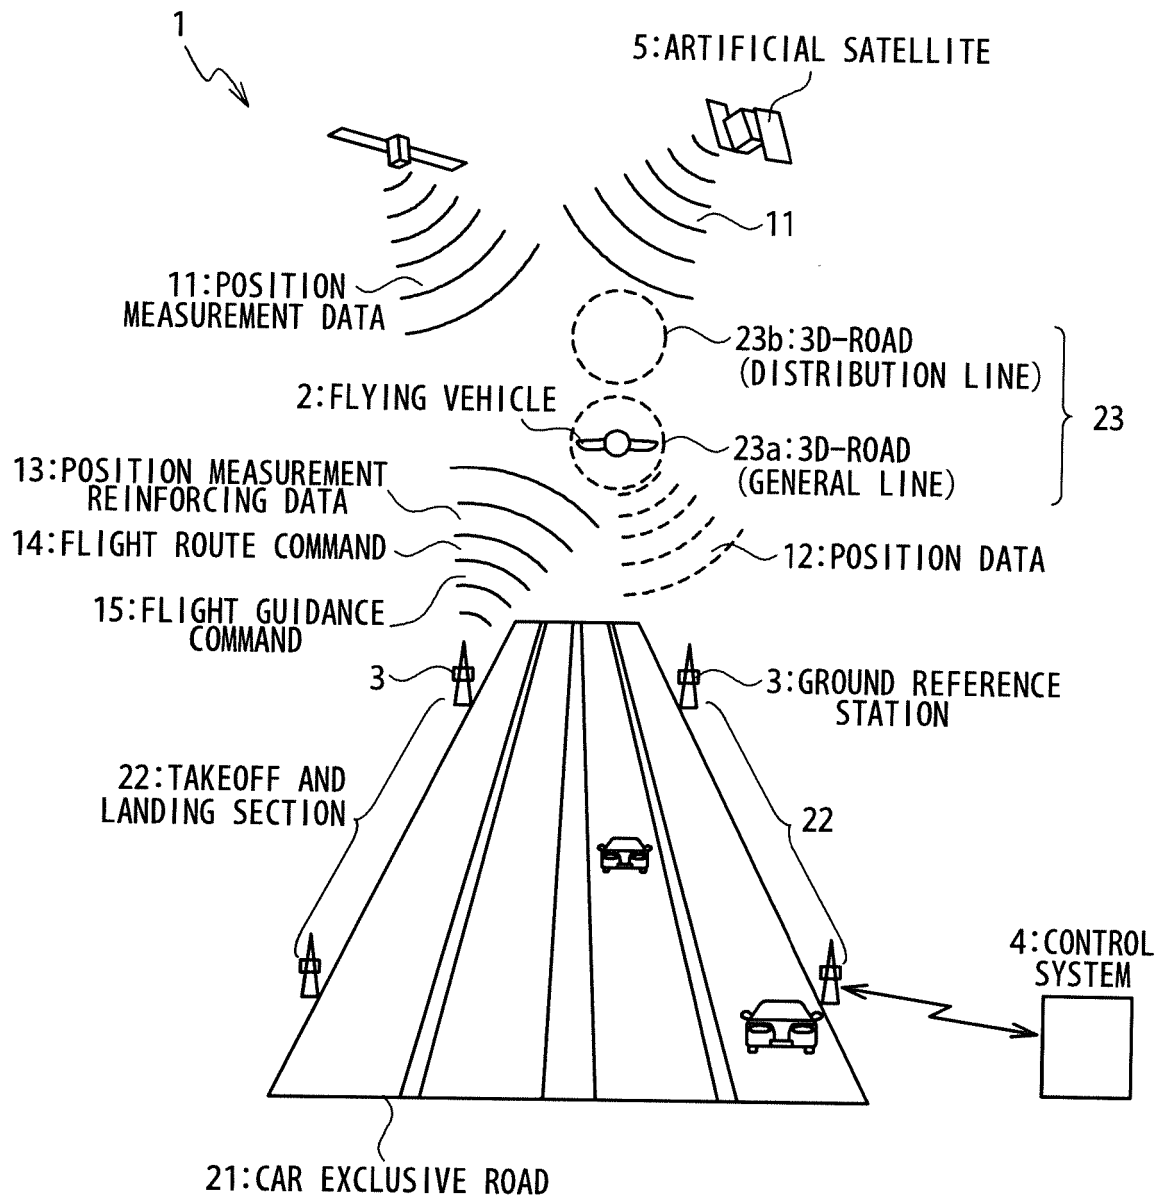 1
5:ARTIFICIAL SATELLITE
11
11:POSITION
MEASUREMENT DATA
23b:3D-ROAD
(DISTRIBUTION LINE)
23
2:FLYING VEHICLE
23a:3D-ROAD
(GENERAL LINE)
13:POSITION MEASUREMENT
REINFORCING DATA
14:FLIGHT ROUTE COMMAND
12:POSITION DATA
15:FLIGHT GUIDANCE
COMMAND
3
3:GROUND REFERENCE
STATION
22:TAKEOFF AND
LANDING SECTION
22
4:CONTROL
SYSTEM
21:CAR EXCLUSIVE ROAD